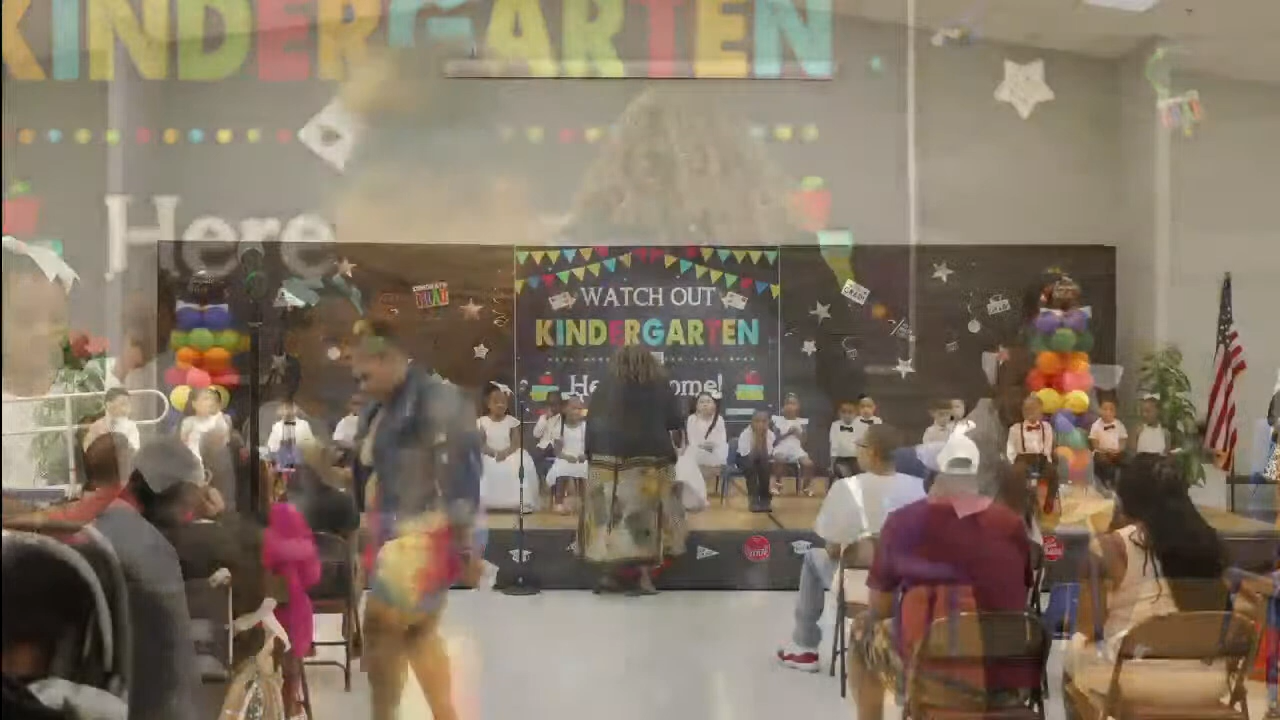 KINDERGARTEN
Here
WATCH OUT
KINDERGARTEN
Here Come!